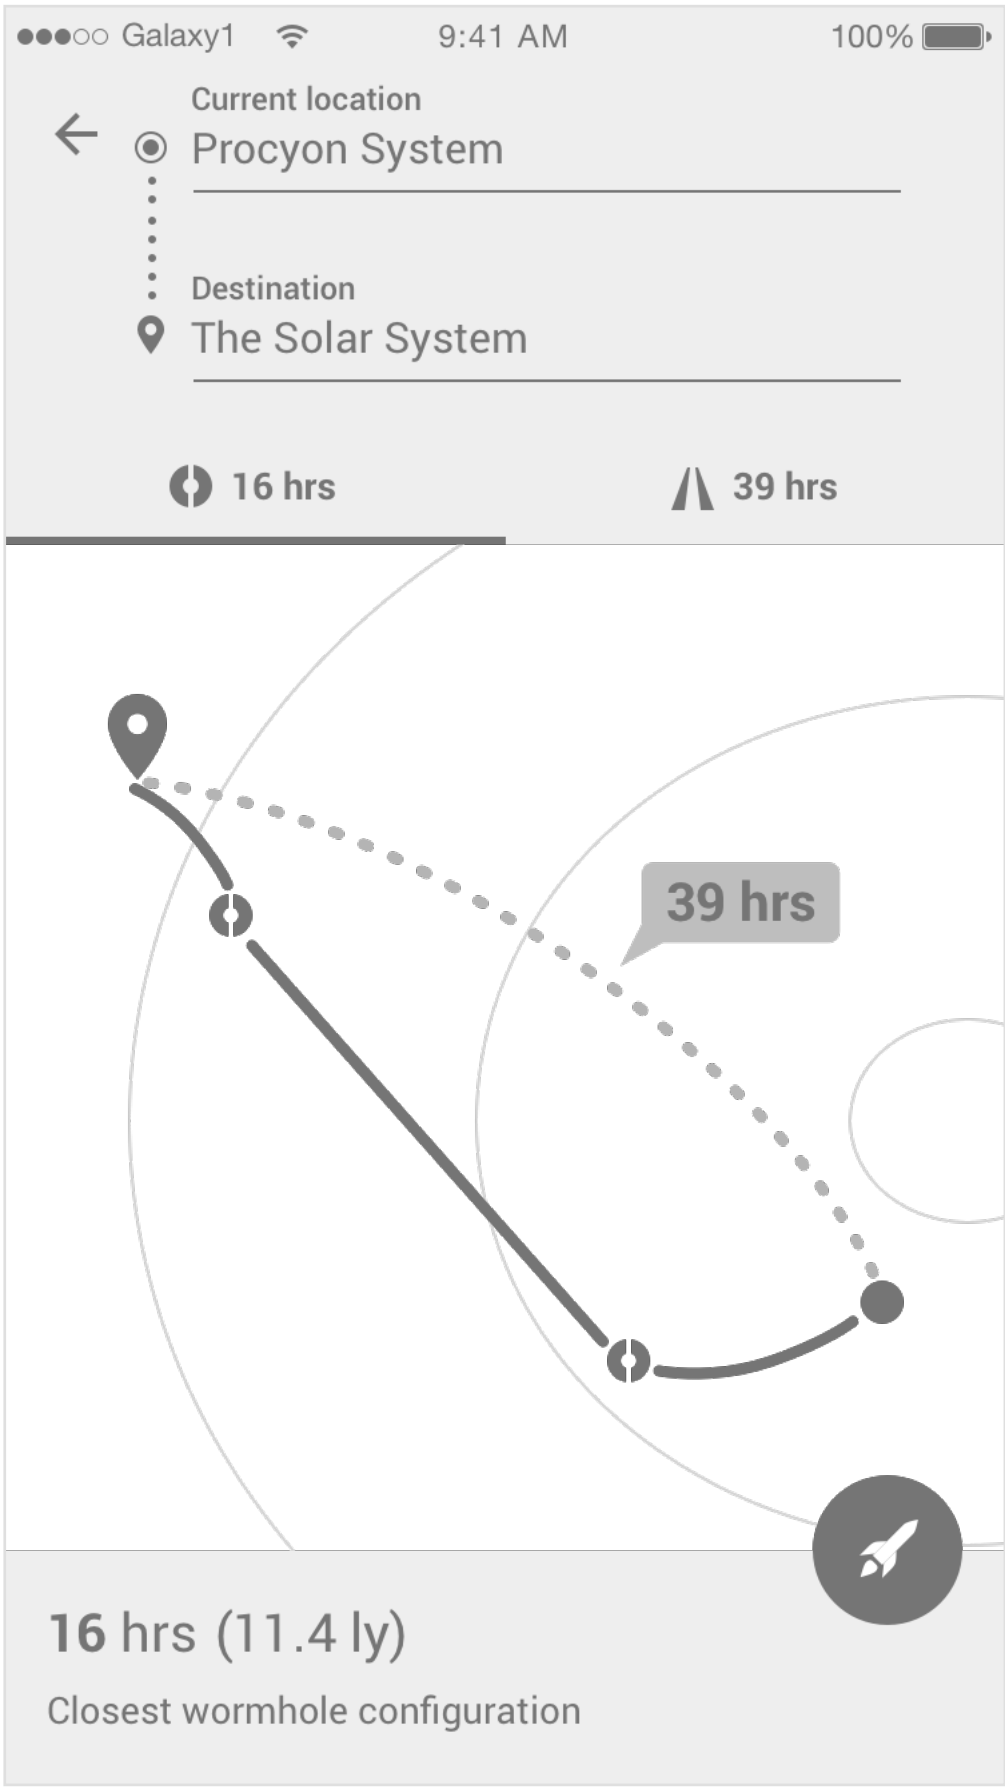 Galaxy1 9:41 AM 100%
Current location
Procyon System
Destination
The Solar System
16 hrs 39 hrs
39 hrs
16 hrs (11.4 ly)
Closest wormhole configuration